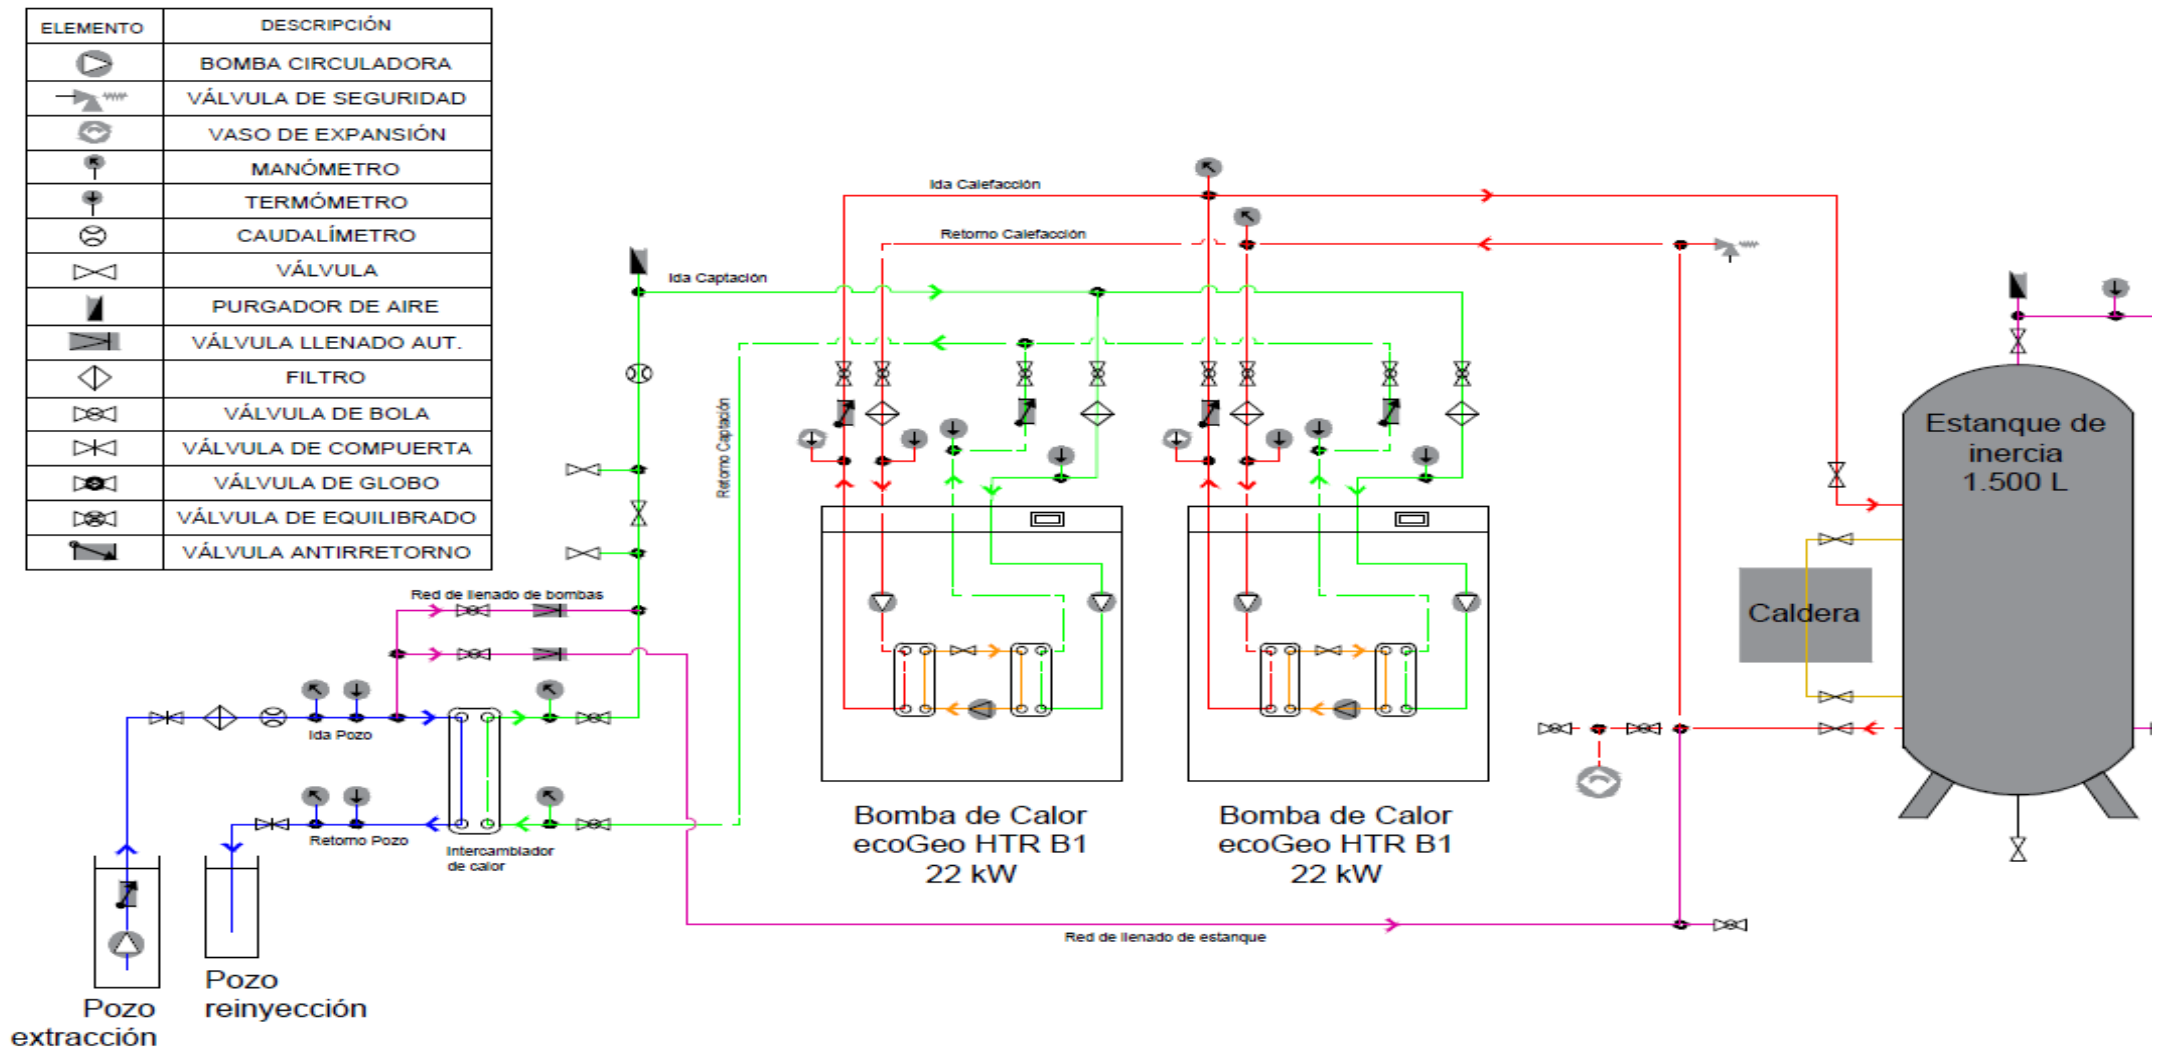 ELEMENTO DESCRIPCIÓN
BOMBA CIRCULADORA
VÁLVULA DE SEGURIDAD
VASO DE EXPANSIÓN
MANÓMETRO
TERMÓMETRO
CAUDALÍMETRO
VÁLVULA
PURGADOR DE AIRE
VÁLVULA LLENADO AUT.
FILTRO
VÁLVULA DE BOLA
VÁLVULA DE COMPUERTA
VÁLVULA DE GLOBO
VÁLVULA DE EQUILIBRADO
VÁLVULA ANTIRRETORNO
Ida Calefacción
Retorno Calefacción
Ida Captación
Retorno Captación
Red de llenado de bombas
Ida Pozo
Retorno Pozo
Intercambiador
de calor
Pozo
extracción
Pozo
reinyección
Bomba de Calor
ecoGeo HTR B1
22 kW
Bomba de Calor
ecoGeo HTR B1
22 kW
Red de llenado de estanque
Caldera
Estanque de
inercia
1.500 L